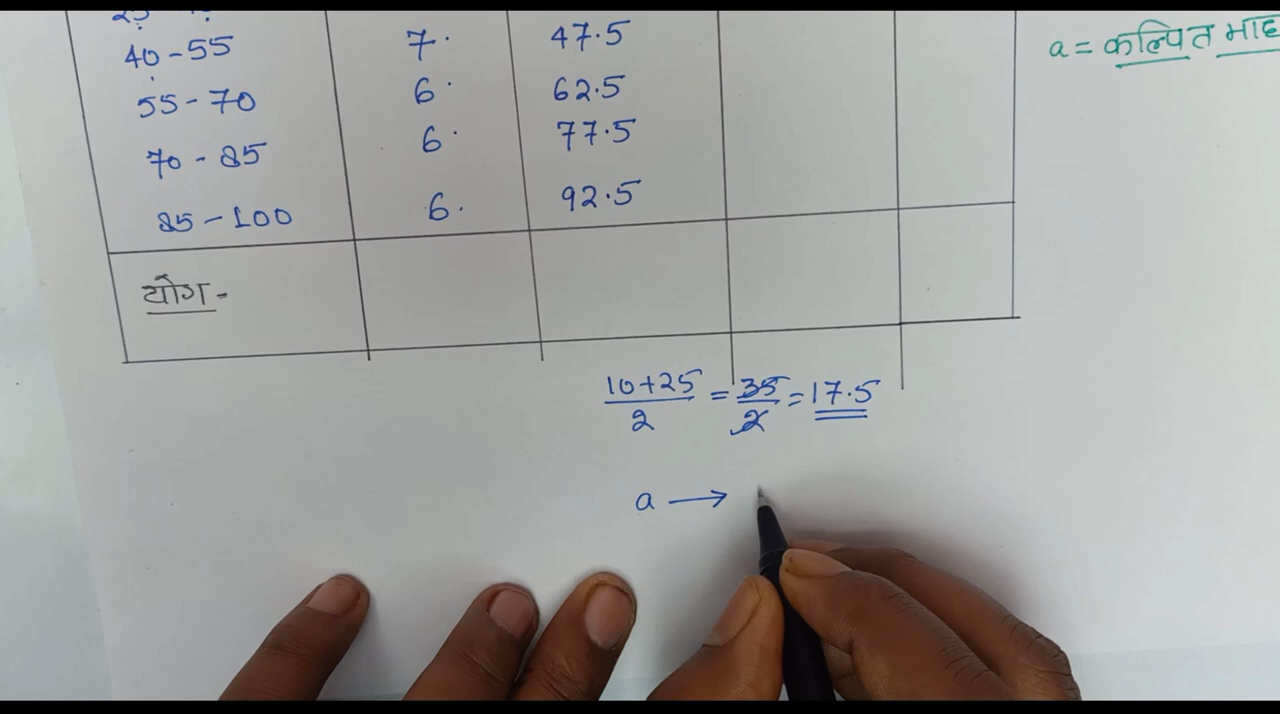 40-55 7. 47.5
55-70 6. 62.5
70-85 6. 77.5
85-100 6. 92.5
योग-
a = कल्पित
10+25/2 = 35/2 = 17.5
a →